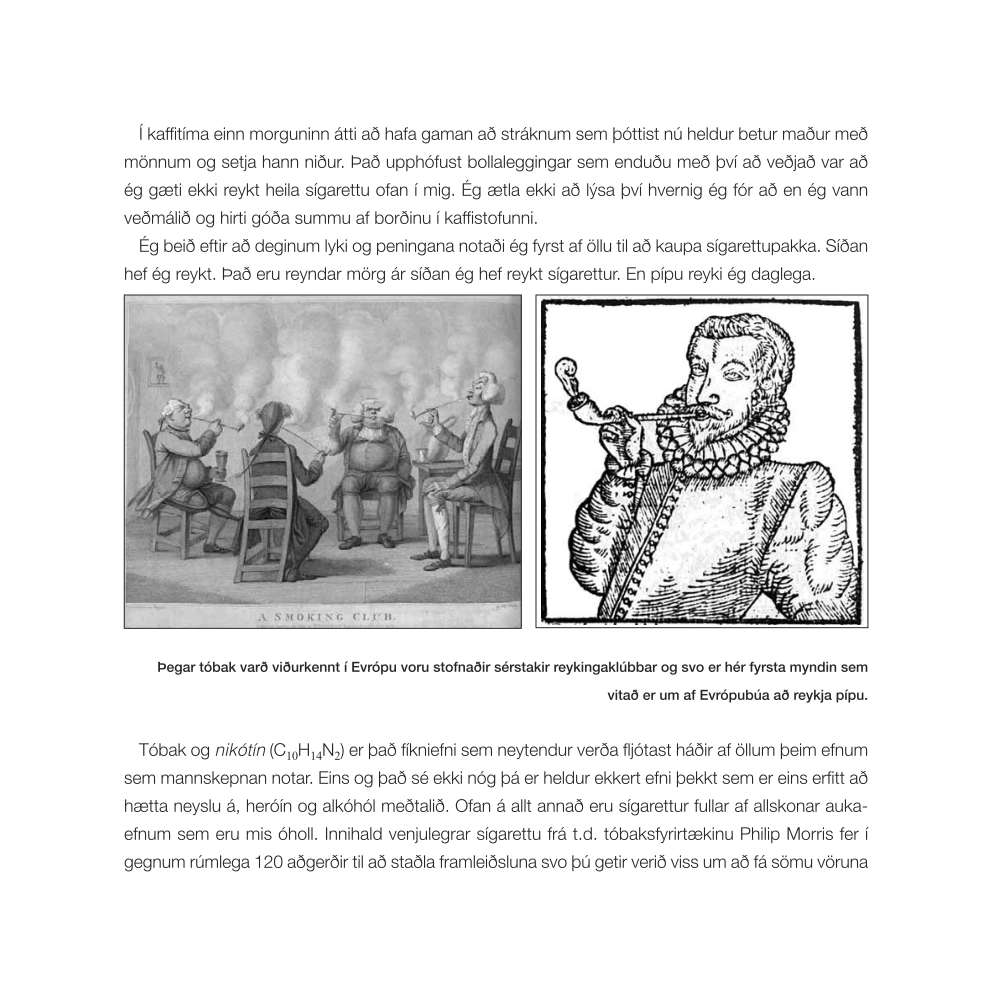 Í kaffitíma einn morguninn átti að hafa gaman að stráknum sem þóttist nú heldur betur maður með
mönnum og setja hann niður. Það upphófust bollaleggingar sem enduðu með því að veðjað var að
ég gæti ekki reykt heila sígarettu ofan í mig. Ég ætla ekki að lýsa því hvernig ég fór að en ég vann
veðmálið og hirti góða summu af borðinu í kaffistofunni.
Ég beið eftir að deginum lyki og peningana notaði ég fyrst af öllu til að kaupa sígarettupakka. Síðan
hef ég reykt. Það eru reyndar mörg ár síðan ég hef reykt sígarettur. En pípu reyki ég daglega.
A SMOKING CLUB.
Þegar tóbak varð viðurkennt í Evrópu voru stofnaðir sérstakir reykingaklúbbar og svo er hér fyrsta myndin sem
vitað er um af Evrópubúa að reykja pípu.
Tóbak og nikótín (C₁₀H₁₄N₂) er það fíkniefni sem neytendur verða fljótast háðir af öllum þeim efnum
sem mannskepnan notar. Eins og það sé ekki nóg þá er heldur ekkert efni þekkt sem er eins erfitt að
hætta neyslu á, heróín og alkóhól meðtalið. Ofan á allt annað eru sígarettur fullar af allskonar auka-
efnum sem eru mis óholl. Innihald venjulegrar sígarettu frá t.d. tóbaksfyrirtækinu Philip Morris fer í
gegnum rúmlega 120 aðgerðir til að staðla framleiðsluna svo þú getir verið viss um að fá sömu vöruna